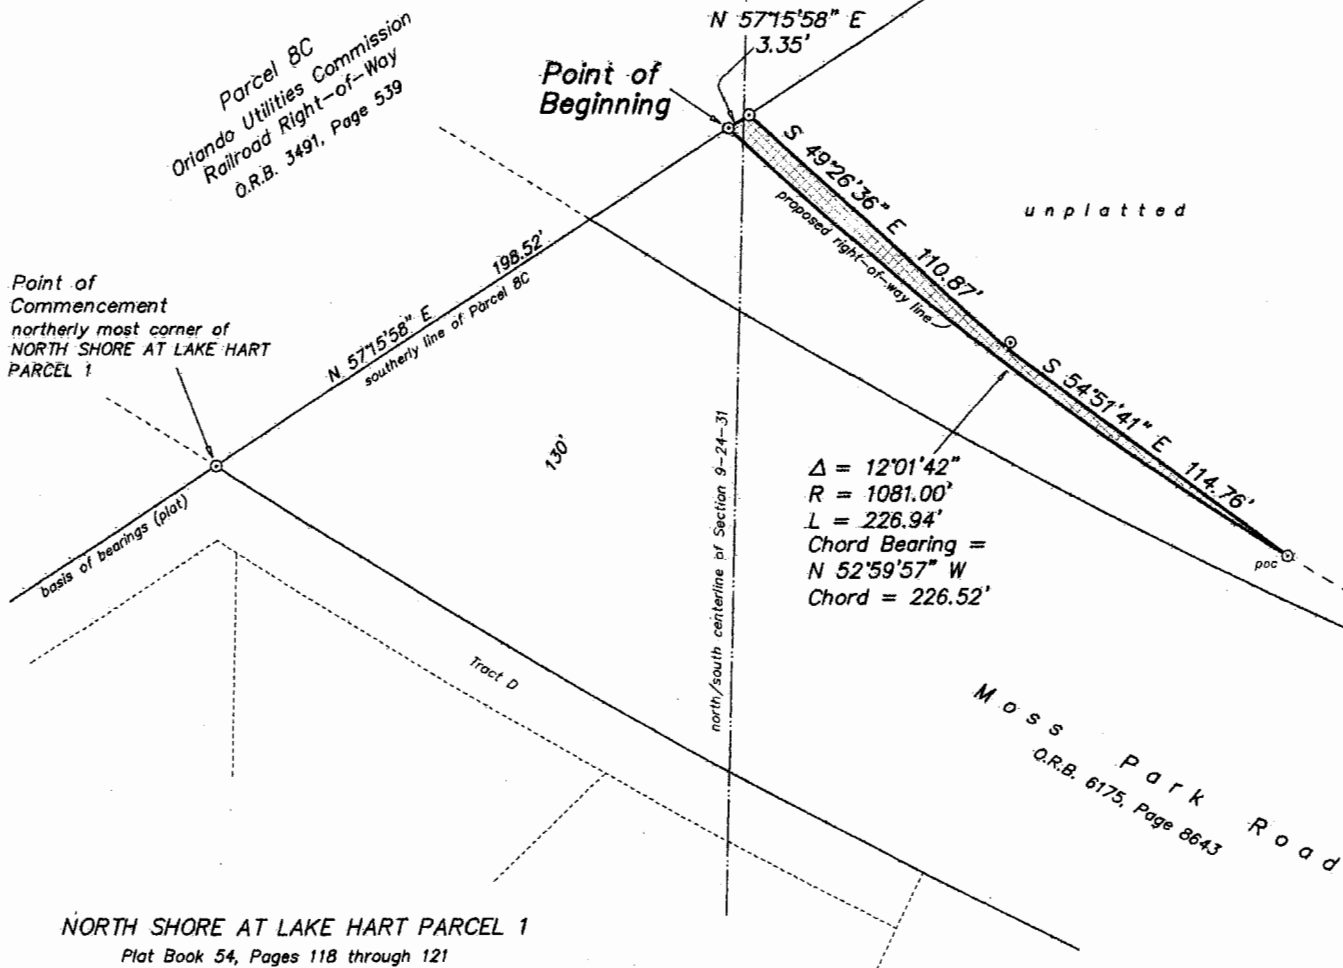 N 57°15'58" E
3.35'
Point of
Beginning
Parcel 8C
Orlando Utilities Commission
Railroad Right-of-Way
O.R.B. 3491, Page 539
S 49°26'36" E 110.87'
proposed right-of-way line
unplatted
198.52'
N 57°15'58" E
southerly line of Parcel 8C
Point of
Commencement
northerly most corner of
NORTH SHORE AT LAKE HART
PARCEL 1
S 54°51'41" E 114.76'
130'
north/south centerline of Section 9-24-31
Δ = 12°01'42"
R = 1081.00'
L = 226.94'
Chord Bearing =
N 52°59'57" W
Chord = 226.52'
basis of bearings (plat)
poc
Tract D
Moss Park Road
O.R.B. 6175, Page 8643
NORTH SHORE AT LAKE HART PARCEL 1
Plat Book 54, Pages 118 through 121